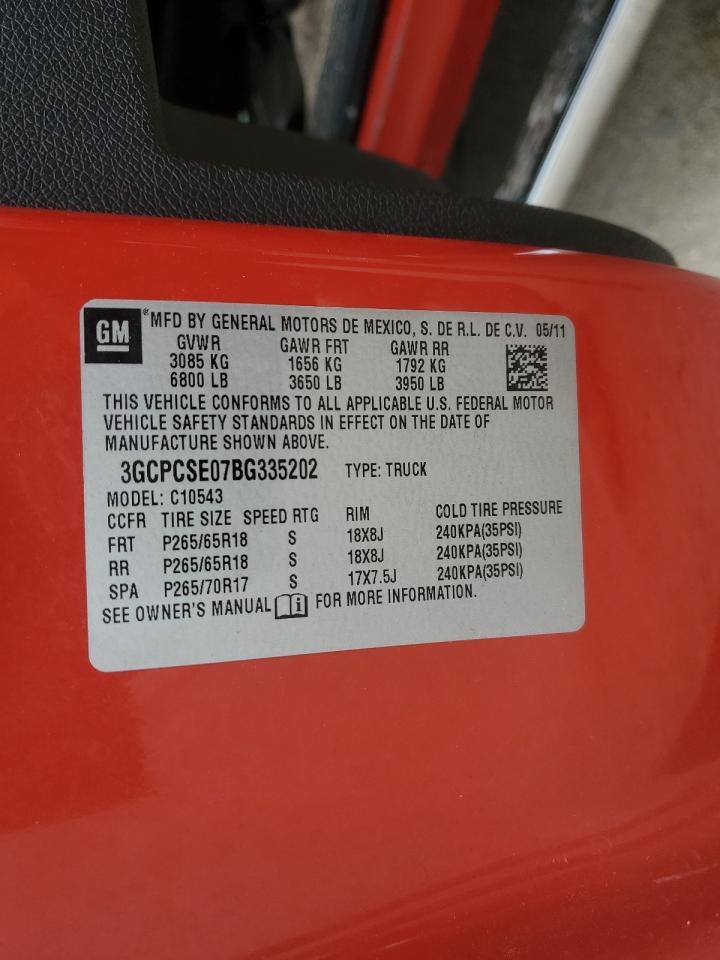 GM ® MFD BY GENERAL MOTORS DE MEXICO, S. DE R.L. DE C.V. 05/11
GVWR GAWR FRT GAWR RR
3085 KG 1656 KG 1792 KG
6800 LB 3650 LB 3950 LB
THIS VEHICLE CONFORMS TO ALL APPLICABLE U.S. FEDERAL MOTOR
VEHICLE SAFETY STANDARDS IN EFFECT ON THE DATE OF
MANUFACTURE SHOWN ABOVE.
3GCPCSE07BG335202 TYPE: TRUCK
MODEL: C10543
CCFR TIRE SIZE SPEED RTG RIM COLD TIRE PRESSURE
FRT P265/65R18 S 18X8J 240KPA(35PSI)
RR P265/65R18 S 18X8J 240KPA(35PSI)
SPA P265/70R17 S 17X7.5J 240KPA(35PSI)
SEE OWNER'S MANUAL i FOR MORE INFORMATION.